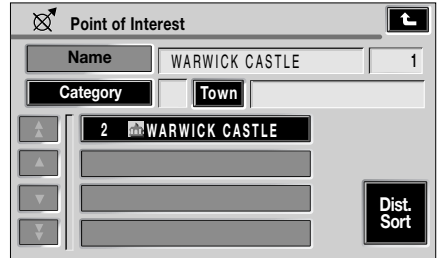 Point of Interest
Name WARWICK CASTLE 1
Category Town
2 WARWICK CASTLE
Dist.
Sort